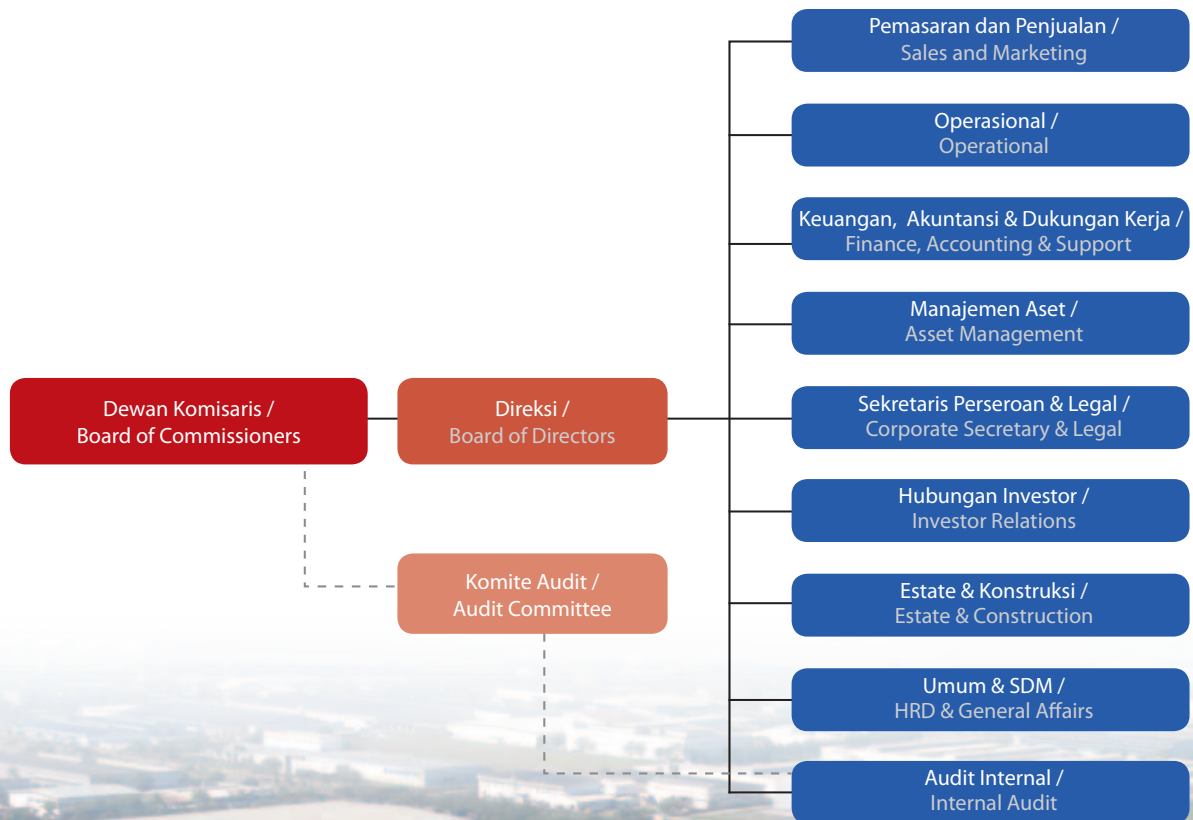 Pemasaran dan Penjualan /
Sales and Marketing
Operasional /
Operational
Keuangan, Akuntansi & Dukungan Kerja /
Finance, Accounting & Support
Manajemen Aset /
Asset Management
Dewan Komisaris /
Board of Commissioners
Direksi /
Board of Directors
Sekretaris Perseroan & Legal /
Corporate Secretary & Legal
Hubungan Investor /
Investor Relations
Komite Audit /
Audit Committee
Estate & Konstruksi /
Estate & Construction
Umum & SDM /
HRD & General Affairs
Audit Internal /
Internal Audit